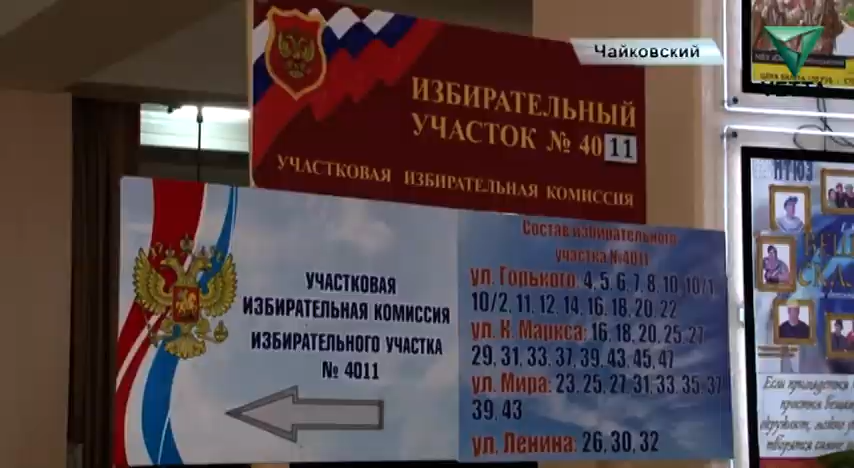 Чайковский
ВЕТТА
ИЗБИРАТЕЛЬНЫЙ
УЧАСТОК № 4011
УЧАСТКОВАЯ ИЗБИРАТЕЛЬНАЯ КОМИССИЯ
УЧАСТКОВАЯ
ИЗБИРАТЕЛЬНАЯ КОМИССИЯ
ИЗБИРАТЕЛЬНОГО УЧАСТКА
№ 4011
Состав избирательного
участка №4011
ул. Горького: 4, 5, 6, 7, 8, 10, 10/1,
10/2, 11, 12, 14, 16, 18, 20, 22
ул. К. Маркса: 16, 18, 20, 25, 27
29, 31, 33, 37, 39, 43, 45, 47
ул. Мира: 23, 25, 27, 31, 33, 35, 37
39, 43
ул. Ленина: 26, 30, 32
Если